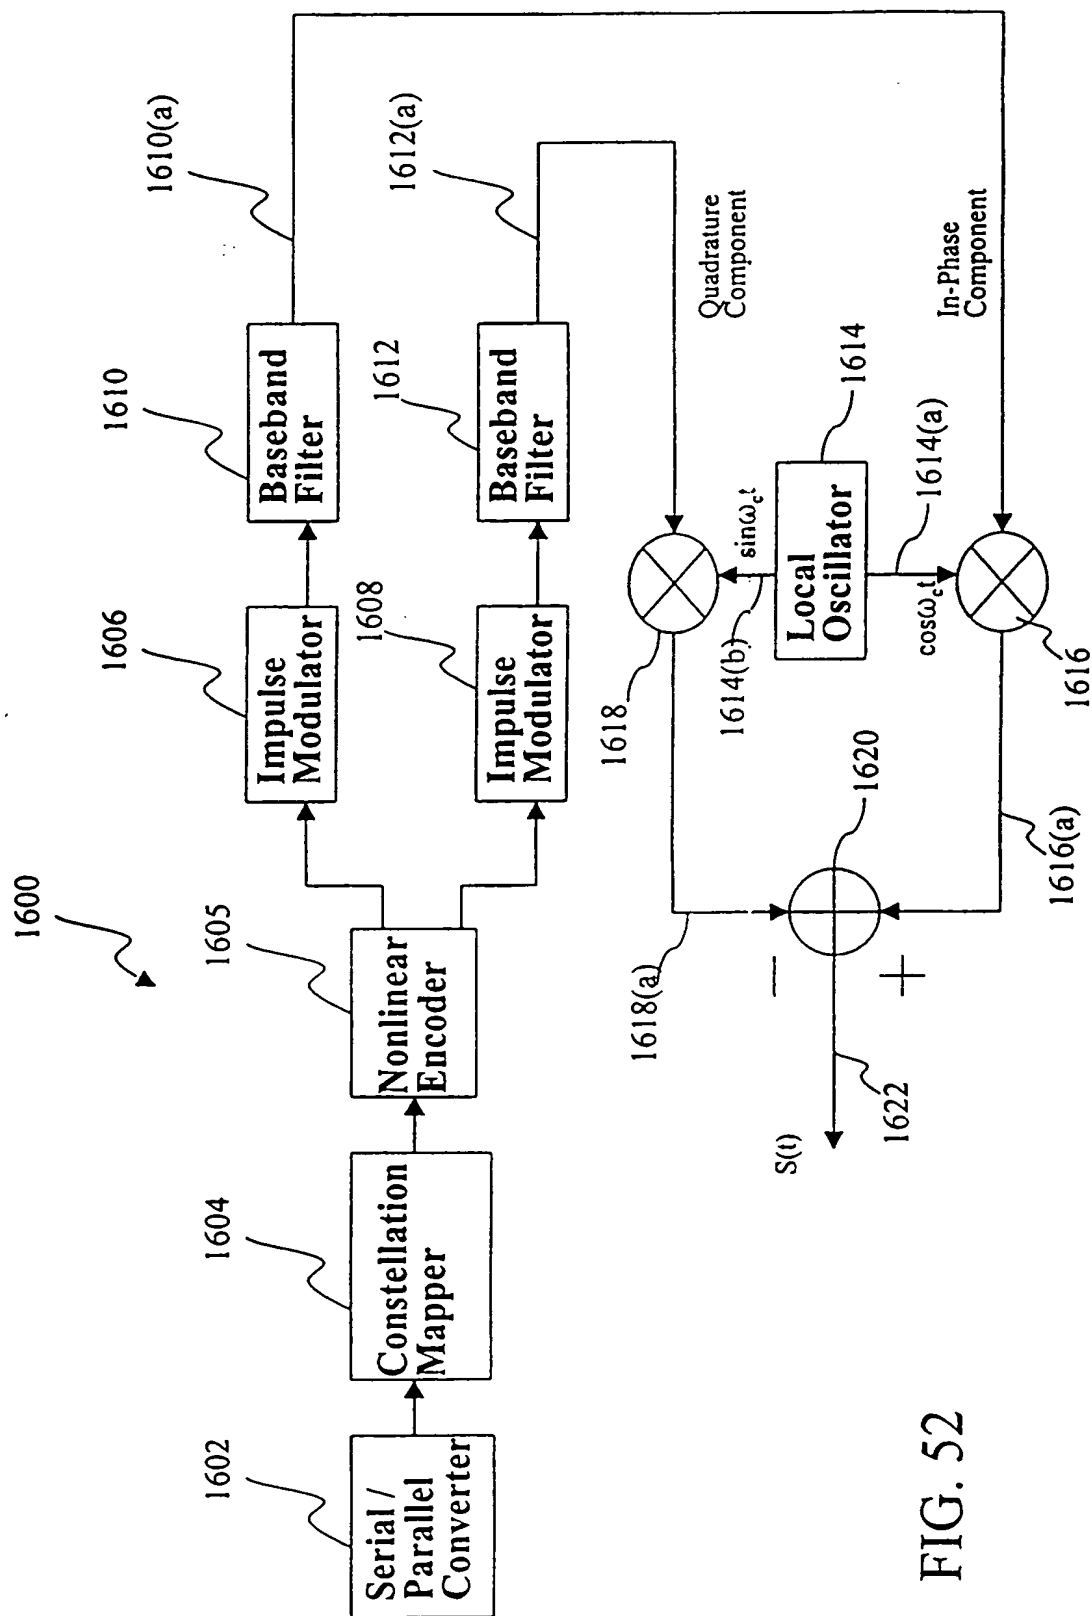 1600
1602
Serial /
Parallel
Converter
1604
Constellation
Mapper
1605
Nonlinear
Encoder
1606
Impulse
Modulator
1610
Baseband
Filter
1610(a)
1608
Impulse
Modulator
1612
Baseband
Filter
1612(a)
Quadrature
Component
1618
sinωct
1614(b)
Local
Oscillator
1614
1614(a)
cosωct
In-Phase
Component
1616
1616(a)
1618(a)
−
+
1620
S(t)
1622
FIG. 52